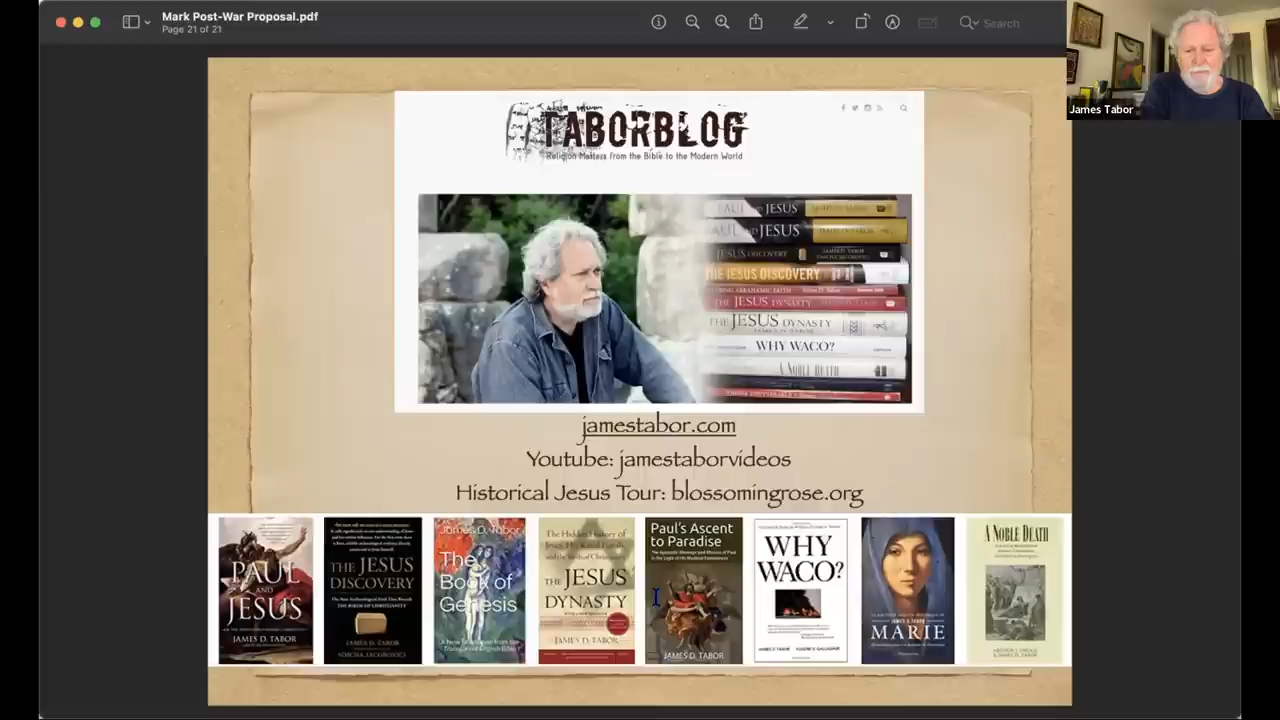 Mark Post-War Proposal.pdf
Page 21 of 21
Search
James Tabor
TABORBLOG
Religion Matters from the Bible to the Modern World
PAUL AND JESUS
PAUL AND JESUS
JESUS DISCOVERY
THE JESUS DISCOVERY
THE JESUS DYNASTY
THE JESUS DYNASTY
WHY WACO?
A NOBLE DEATH
jamestabor.com
Youtube: jamestaborvideos
Historical Jesus Tour: blossomingrose.org
PAUL
AND
JESUS
JAMES D. TABOR
THE JESUS
DISCOVERY
THE BIRTH OF CHRISTIANITY
JAMES D. TABOR
James D. Tabor
The
Book of
Genesis
The Hidden History of
THE JESUS
DYNASTY
JAMES D. TABOR
Paul's Ascent
to Paradise
JAMES D. TABOR
WHY
WACO?
JAMES D. TABOR
MARIE
A NOBLE DEATH